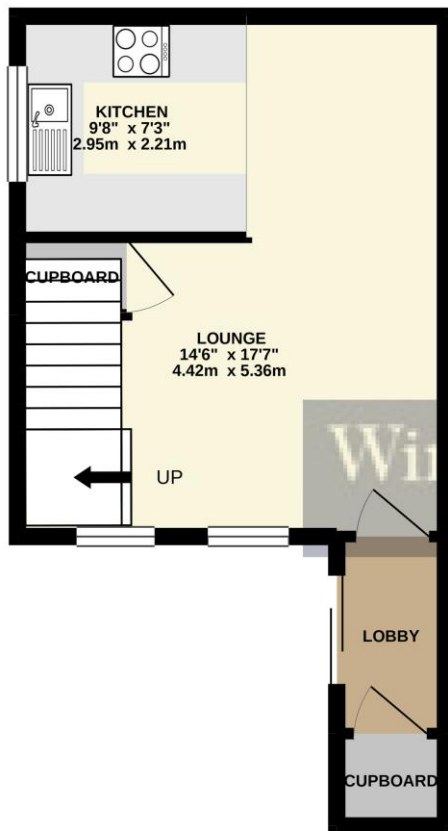 KITCHEN
9'8" x 7'3"
2.95m x 2.21m
CUPBOARD
LOUNGE
14'6" x 17'7"
4.42m x 5.36m
UP
LOBBY
CUPBOARD